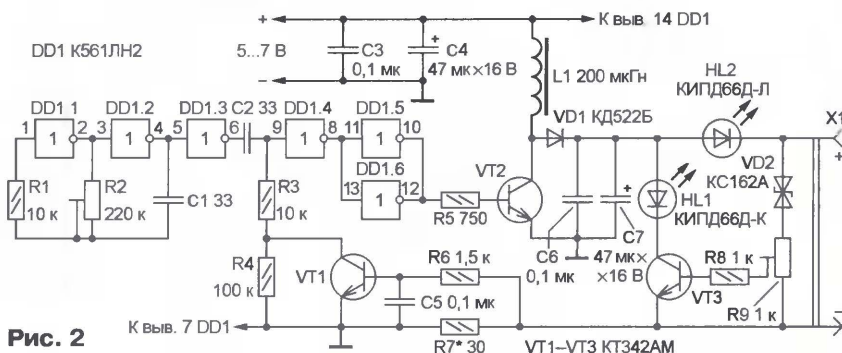 К выв. 14 DD1
+
DD1 К561ЛН2
5...7 В
C3
0,1 мк
+
C4
47 мк×16 В
–
L1 200 мкГн
HL2
КИПД66Д-Л
X1
+
DD1.1
DD1.2
DD1.3
C2 33
DD1.4
DD1.5
VD1 КД522Б
1
1
2
3
1
4
5
1
6
9
1
8
11
1
10
DD1.6
13
1
12
VT2
VD2
КС162А
HL1
КИПД66Д-К
R1
10 к
R2
220 к
C1 33
R3
10 к
R5 750
+
C6
0,1 мк
C7
47 мк×
×16 В
R8 1 к
R4
100 к
VT1
R6 1,5 к
C5 0,1 мк
VT3
R9 1 к
–
Рис. 2
К выв. 7 DD1
R7* 30
VT1–VT3 КТ342АМ